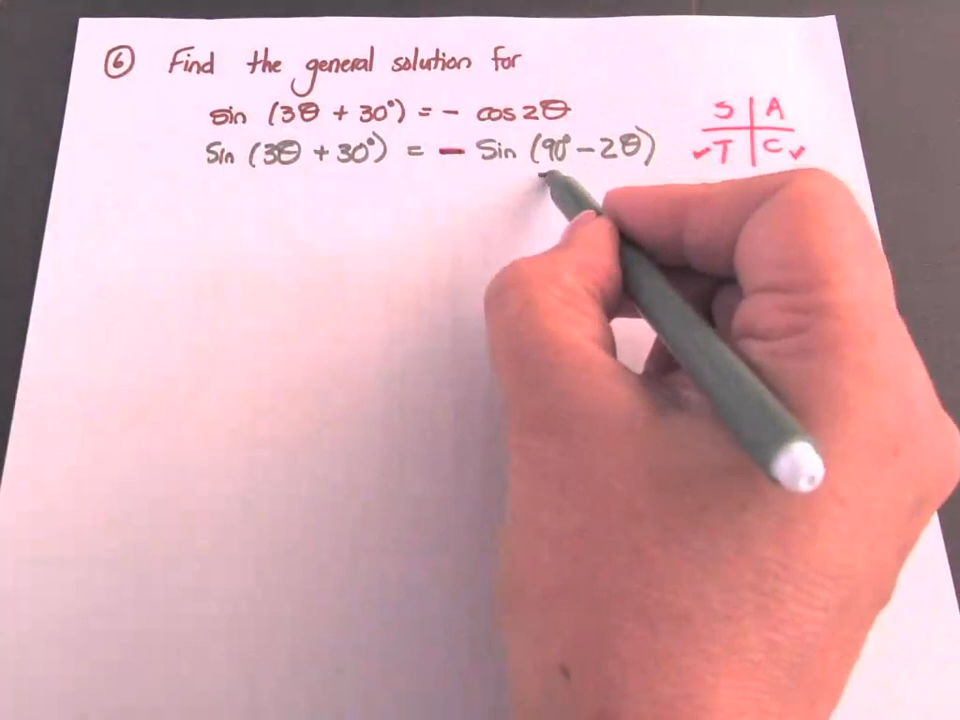 ⑥ Find the general solution for
sin (3θ + 30°) = - cos 2θ
Sin (3θ + 30°) = - Sin (90° - 2θ)
S A
✓T C✓